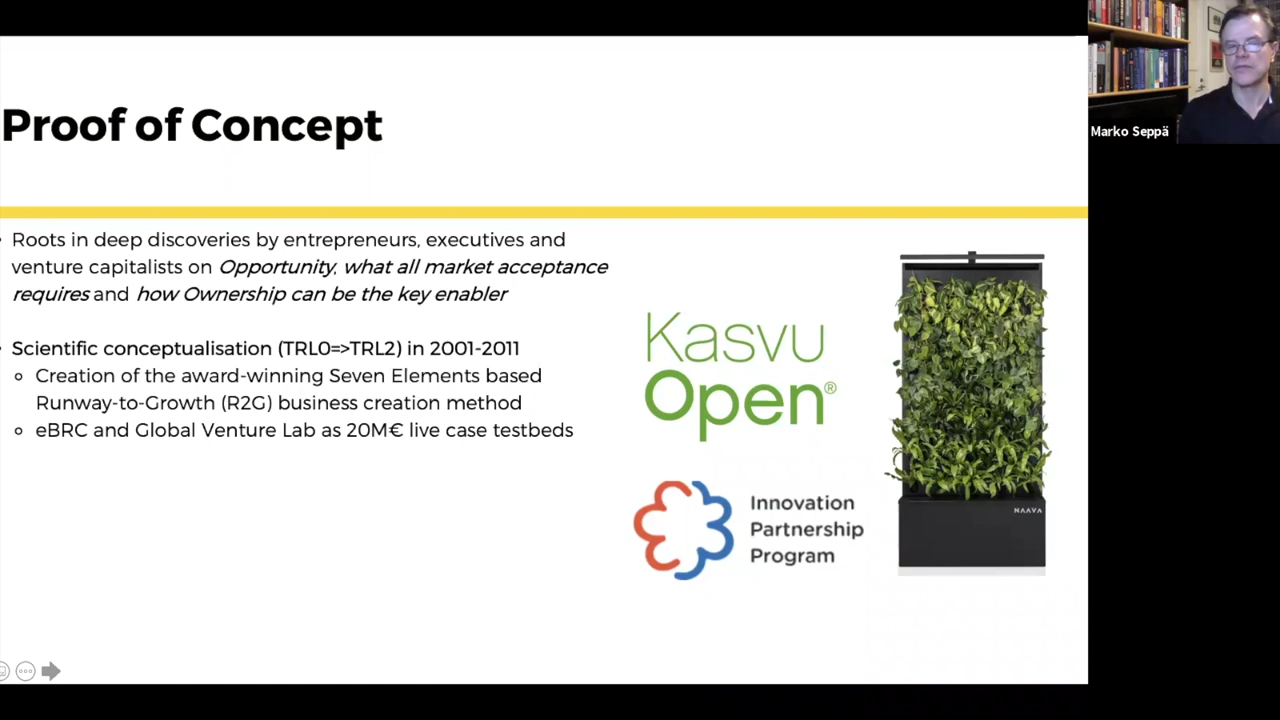 Proof of Concept
Roots in deep discoveries by entrepreneurs, executives and
venture capitalists on Opportunity, what all market acceptance
requires and how Ownership can be the key enabler
Scientific conceptualisation (TRL0=>TRL2) in 2001-2011
Creation of the award-winning Seven Elements based
Runway-to-Growth (R2G) business creation method
eBRC and Global Venture Lab as 20M€ live case testbeds
Kasvu
Open®
Innovation
Partnership
Program
NAAVA
Marko Seppä